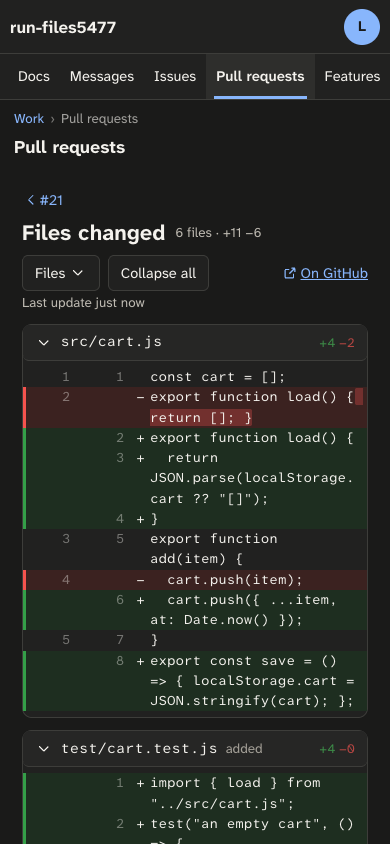 run-files5477
L
Docs Messages Issues Pull requests Features
Work › Pull requests
Pull requests
#21
Files changed 6 files · +11 −6
Files Collapse all On GitHub
Last update just now
src/cart.js +4 −2
1 1 const cart = [];
2 − export function load() {
return []; }
2 + export function load() {
3 + return
JSON.parse(localStorage.
cart ?? "[]");
4 + }
3 5 export function
add(item) {
4 − cart.push(item);
6 + cart.push({ ...item,
at: Date.now() });
5 7 }
8 + export const save = ()
=> { localStorage.cart =
JSON.stringify(cart); };
test/cart.test.js added +4 −0
1 + import { load } from
"../src/cart.js";
2 + test("an empty cart", ()
=> {